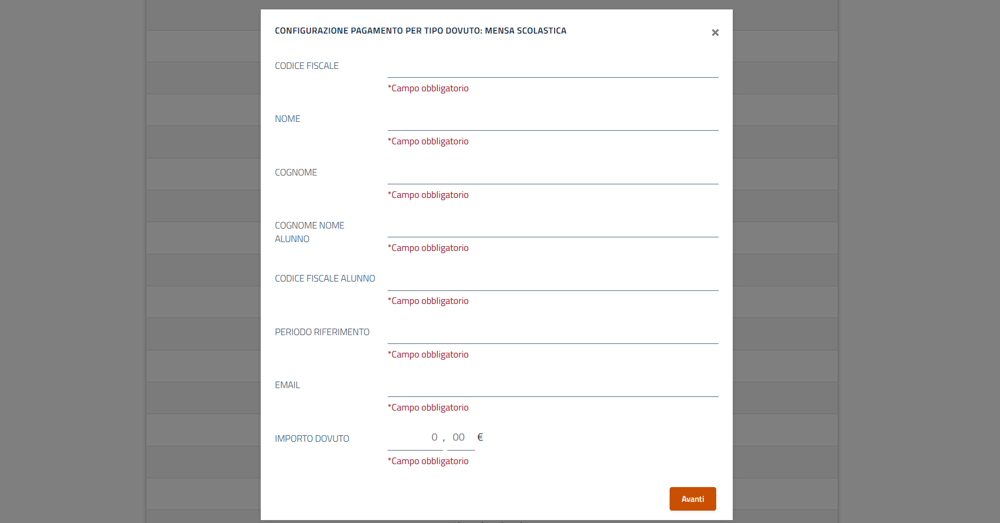 CONFIGURAZIONE PAGAMENTO PER TIPO DOVUTO: MENSA SCOLASTICA
×
CODICE FISCALE
*Campo obbligatorio
NOME
*Campo obbligatorio
COGNOME
*Campo obbligatorio
COGNOME NOME
ALUNNO
*Campo obbligatorio
CODICE FISCALE ALUNNO
*Campo obbligatorio
PERIODO RIFERIMENTO
*Campo obbligatorio
EMAIL
*Campo obbligatorio
IMPORTO DOVUTO 0 , 00 €
*Campo obbligatorio
Avanti